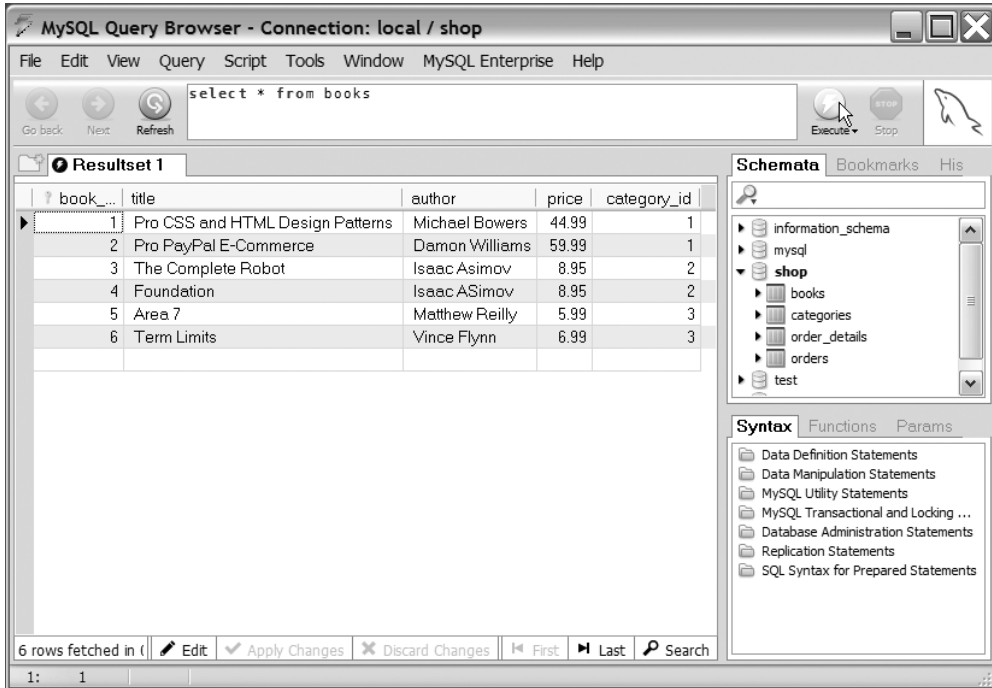 MySQL Query Browser - Connection: local / shop
File Edit View Query Script Tools Window MySQL Enterprise Help
select * from books
Go back Next Refresh
STOP
Execute Stop
Resultset 1
book_... title author price category_id
1 Pro CSS and HTML Design Patterns Michael Bowers 44.99 1
2 Pro PayPal E-Commerce Damon Williams 59.99 1
3 The Complete Robot Isaac Asimov 8.95 2
4 Foundation Isaac ASimov 8.95 2
5 Area 7 Matthew Reilly 5.99 3
6 Term Limits Vince Flynn 6.99 3
6 rows fetched in Edit Apply Changes Discard Changes First Last Search
Schemata Bookmarks His
information_schema
mysql
shop
books
categories
order_details
orders
test
Syntax Functions Params
Data Definition Statements
Data Manipulation Statements
MySQL Utility Statements
MySQL Transactional and Locking ...
Database Administration Statements
Replication Statements
SQL Syntax for Prepared Statements
1: 1